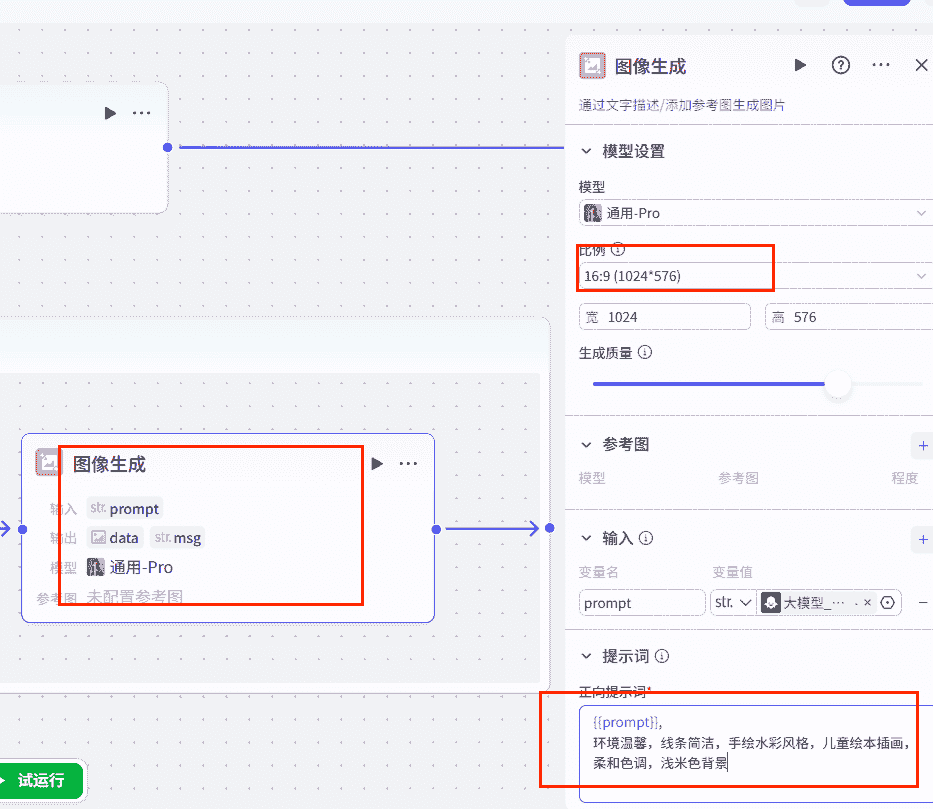 图像生成
通过文字描述/添加参考图生成图片
模型设置
模型
通用-Pro
比例
16:9 (1024*576)
宽 1024
高 576
生成质量
参考图
模型 参考图 程度
输入
变量名 变量值
prompt str. 大模型_... 
提示词
正向提示词*
{{prompt}},
环境温馨，线条简洁，手绘水彩风格，儿童绘本插画，
柔和色调，浅米色背景
图像生成
输入 str. prompt
输出 data str. msg
模型 通用-Pro
参考图 未配置参考图
试运行